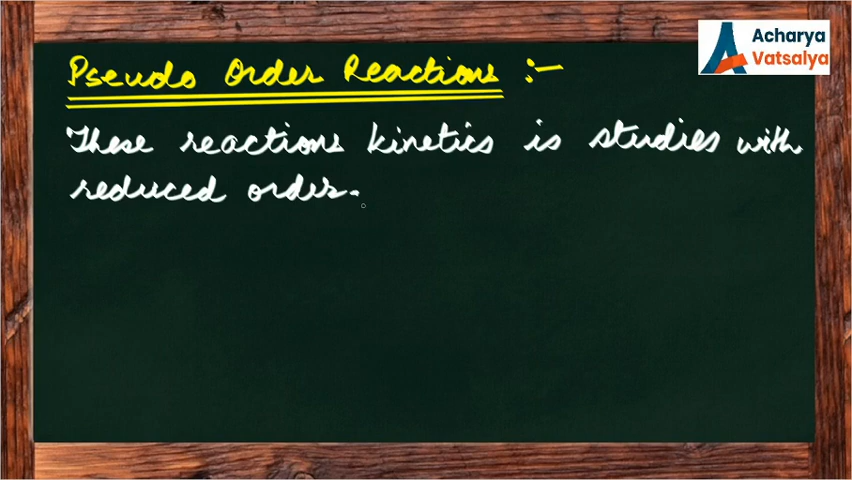 Acharya
Vatsalya
Pseudo Order Reactions :-
These reactions kinetics is studies with
reduced order.